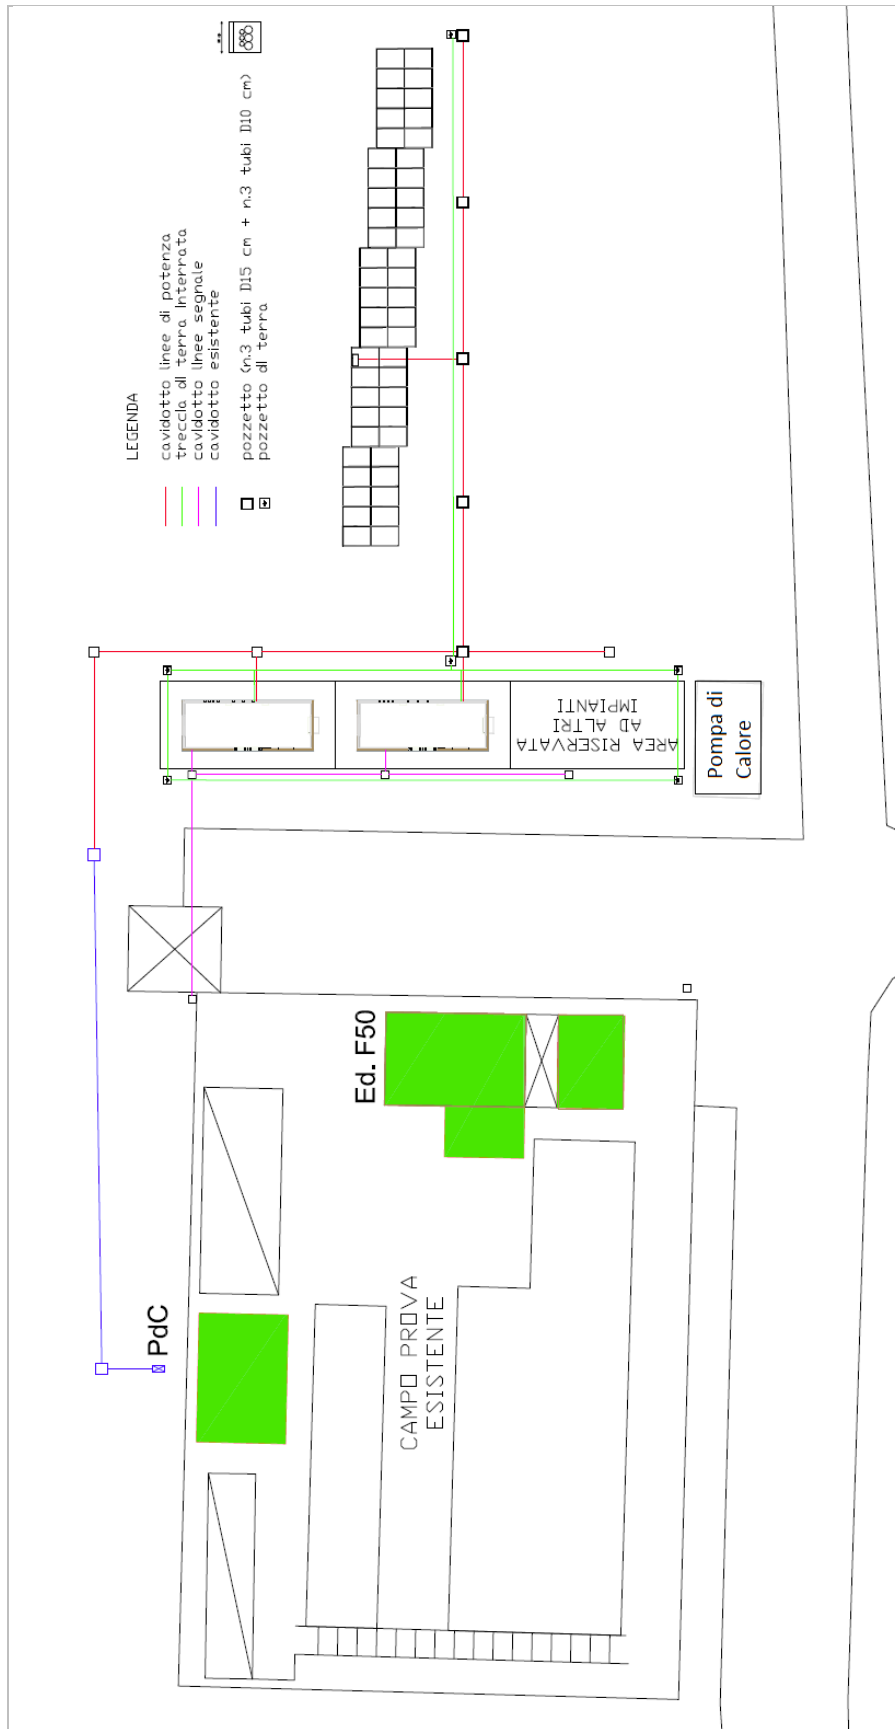 LEGENDA
cavidotto linee di potenza
treccia di terra Interrata
cavidotto linee segnale
cavidotto esistente
pozzetto (n.3 tubi D15 cm + n.3 tubi D10 cm)
pozzetto di terra
**
AREA RISERVATA
AD ALTRI
IMPIANTI
Pompa di
Calore
Ed. F50
PdC
CAMPO PROVA
ESISTENTE